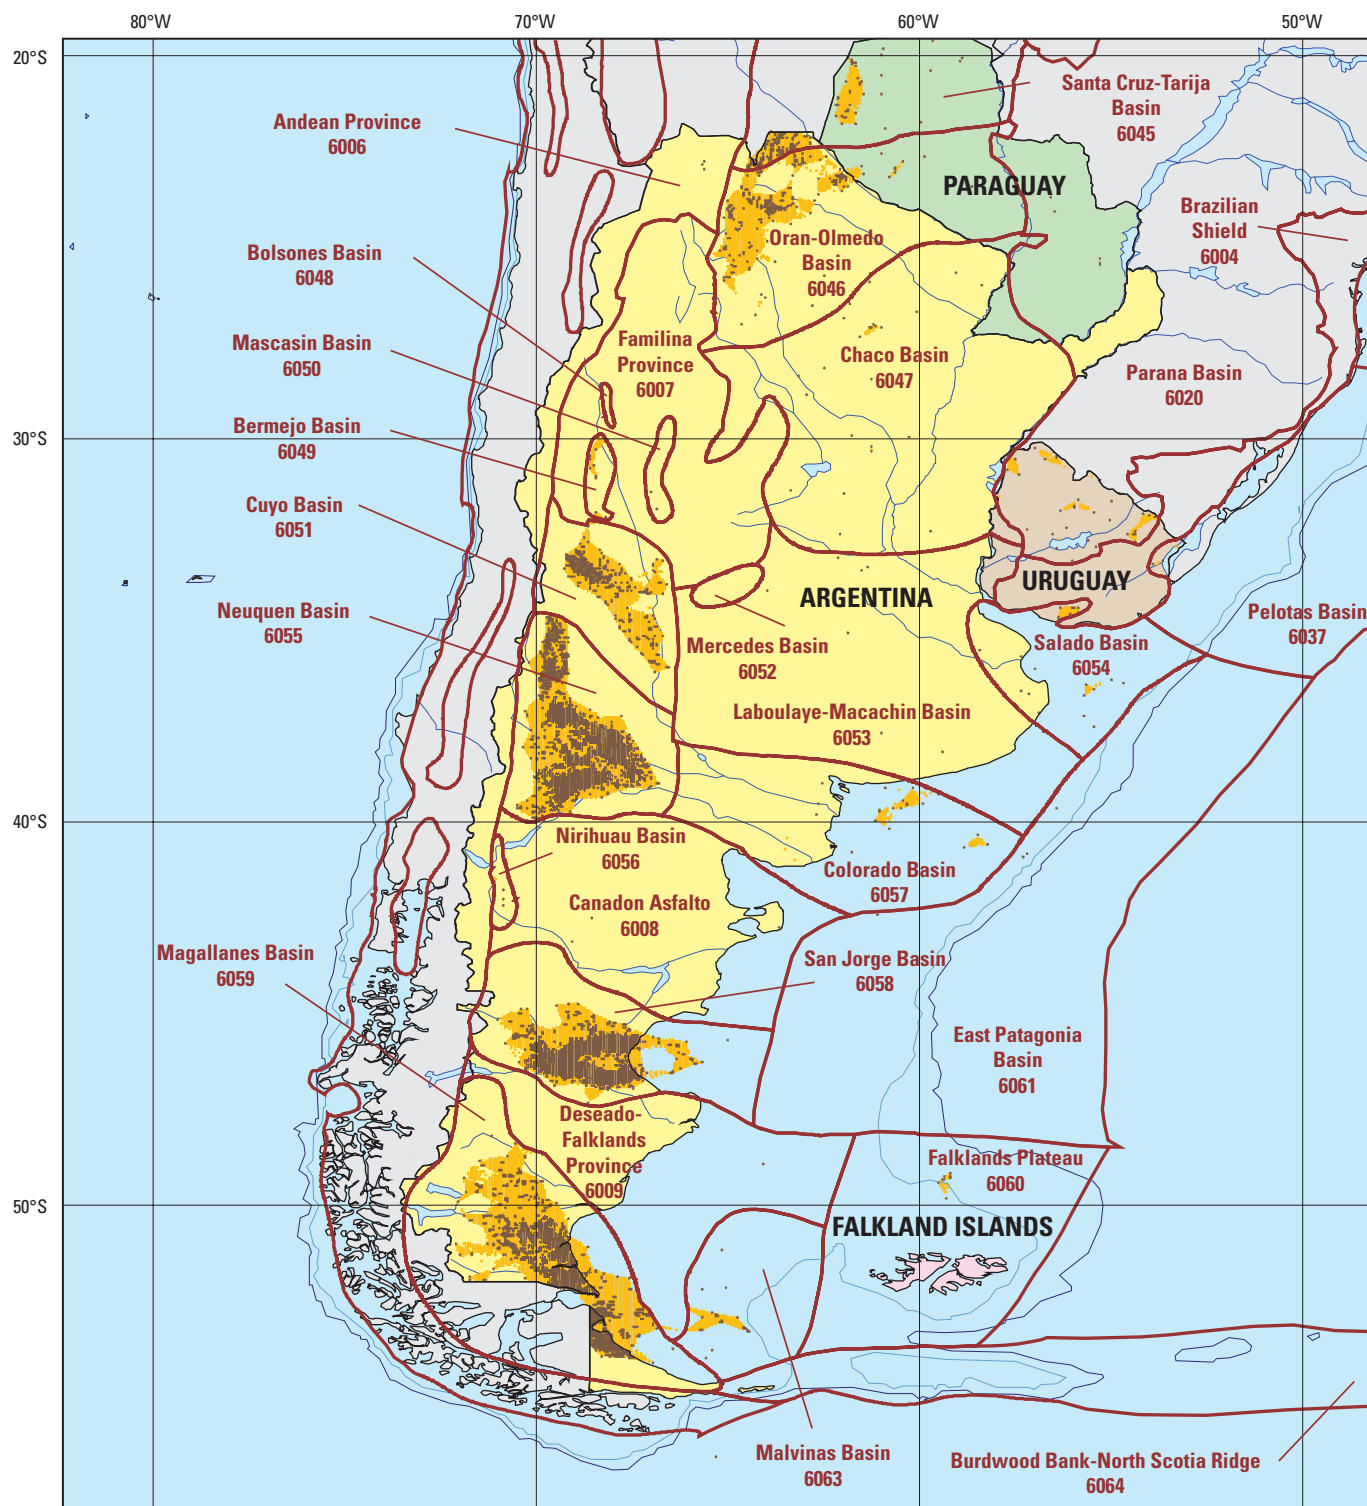 80°W
70°W
60°W
50°W
20°S
30°S
40°S
50°S
Andean Province
6006
Santa Cruz-Tarija
Basin
6045
PARAGUAY
Brazilian
Shield
6004
Bolsones Basin
6048
Oran-Olmedo
Basin
6046
Mascasin Basin
6050
Familina
Province
6007
Chaco Basin
6047
Parana Basin
6020
Bermejo Basin
6049
Cuyo Basin
6051
Neuquen Basin
6055
ARGENTINA
URUGUAY
Pelotas Basin
6037
Mercedes Basin
6052
Salado Basin
6054
Laboulaye-Macachin Basin
6053
Nirihuau Basin
6056
Colorado Basin
6057
Canadon Asfalto
6008
Magallanes Basin
6059
San Jorge Basin
6058
East Patagonia
Basin
6061
Deseado-
Falklands
Province
6009
Falklands Plateau
6060
FALKLAND ISLANDS
Malvinas Basin
6063
Burdwood Bank-North Scotia Ridge
6064